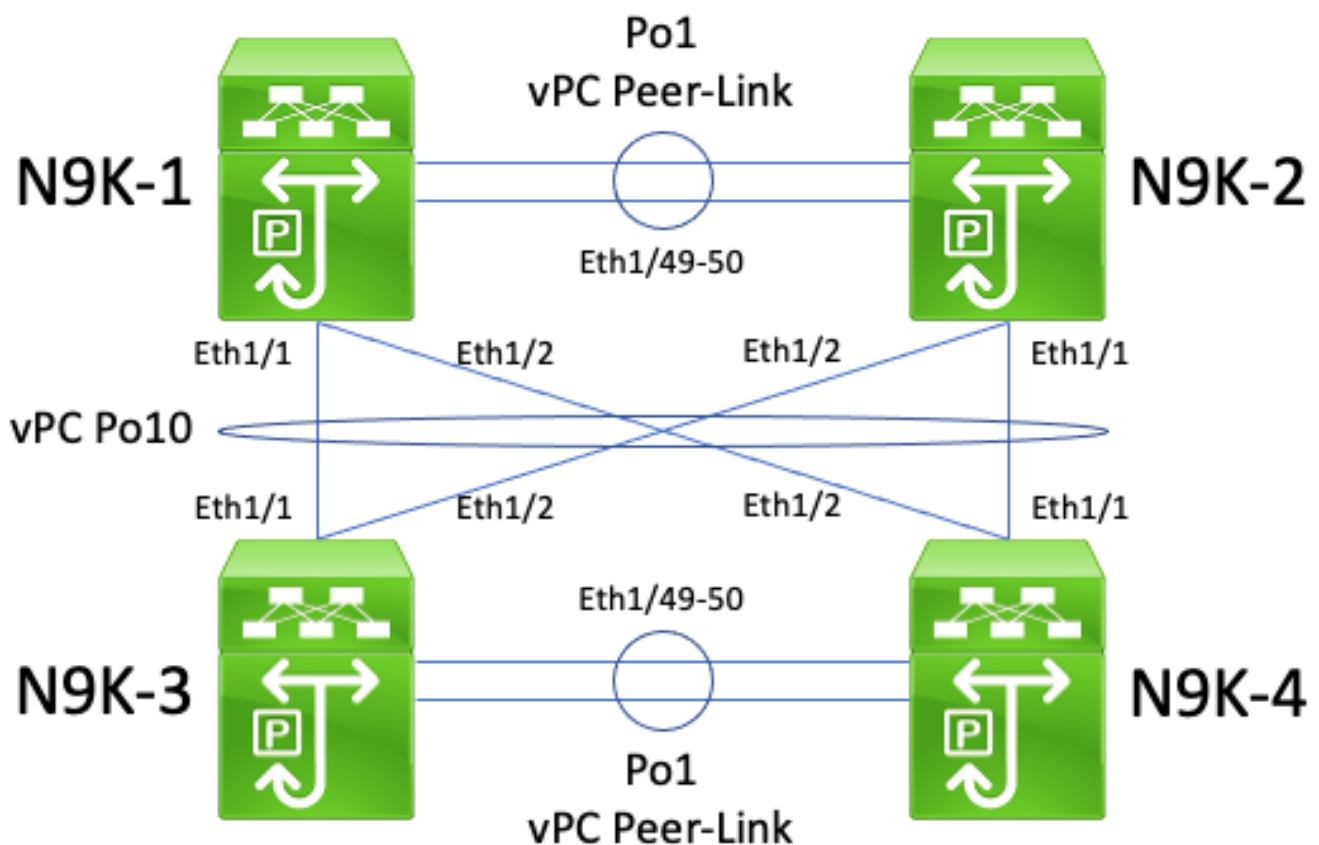 Po1
vPC Peer-Link
N9K-1
P
P
N9K-2
Eth1/49-50
Eth1/1
Eth1/2
Eth1/2
Eth1/1
vPC Po10
Eth1/1
Eth1/2
Eth1/2
Eth1/1
Eth1/49-50
N9K-3
P
P
N9K-4
Po1
vPC Peer-Link